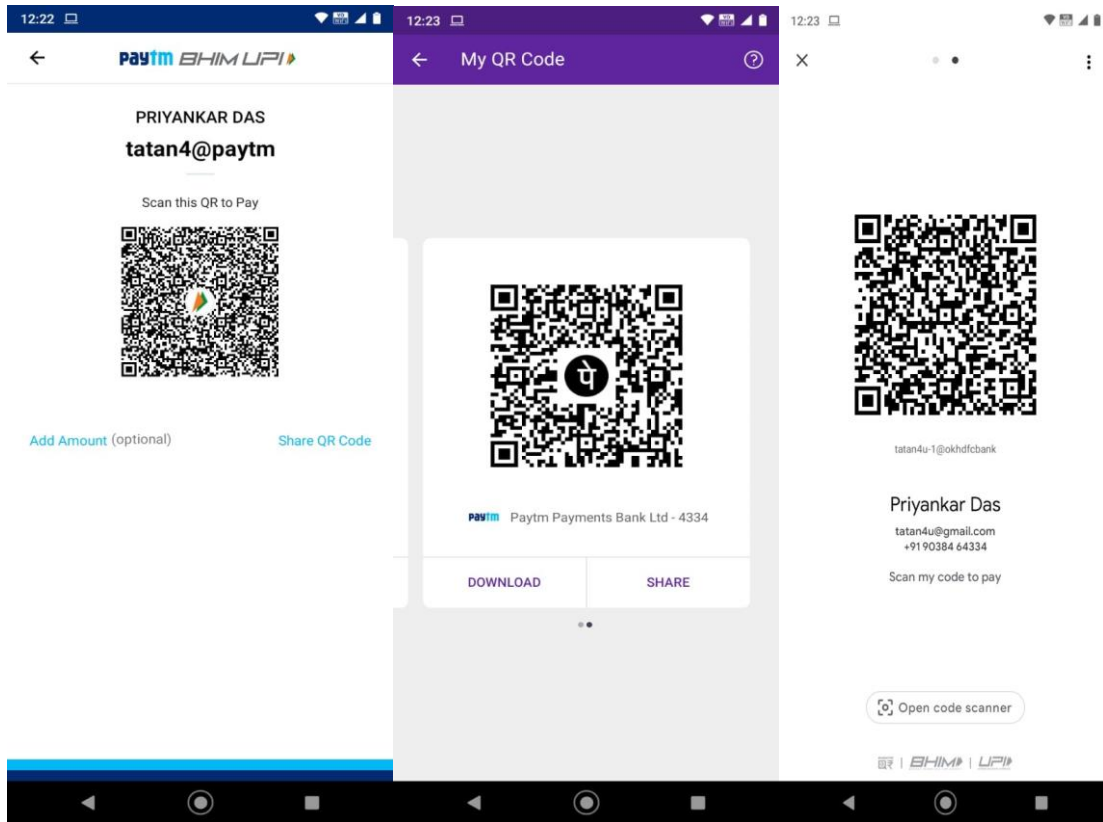 12:22
paytm BHIM UPI
PRIYANKAR DAS
tatan4@paytm
Scan this QR to Pay
Add Amount (optional)
Share QR Code
12:23
My QR Code
पे
paytm Paytm Payments Bank Ltd - 4334
DOWNLOAD
SHARE
12:23
tatan4u-1@okhdfcbank
Priyankar Das
tatan4u@gmail.com
+91 90384 64334
Scan my code to pay
Open code scanner
BHIM | UPI